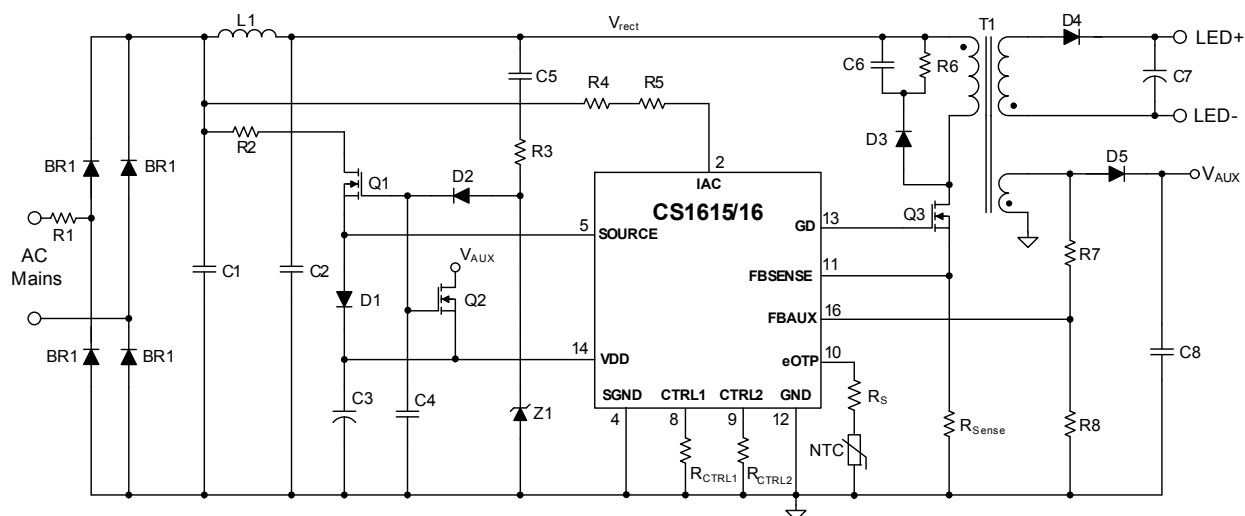 L1
Vrect
T1
D4
LED+
C6
R6
C7
C5
R4
R5
LED-
R2
R3
D3
D5
BR1
BR1
D2
2
VAUX
Q1
IAC
CS1615/16
Q3
R1
5
SOURCE
GD
13
AC
Mains
VAUX
R7
C1
C2
FBSENSE
11
D1
Q2
FBAUX
16
BR1
BR1
14
VDD
eOTP
10
C8
C3
C4
Z1
SGND
CTRL1
CTRL2
GND
RS
4
8
9
12
RSense
R8
NTC
RCTRL1
RCTRL2